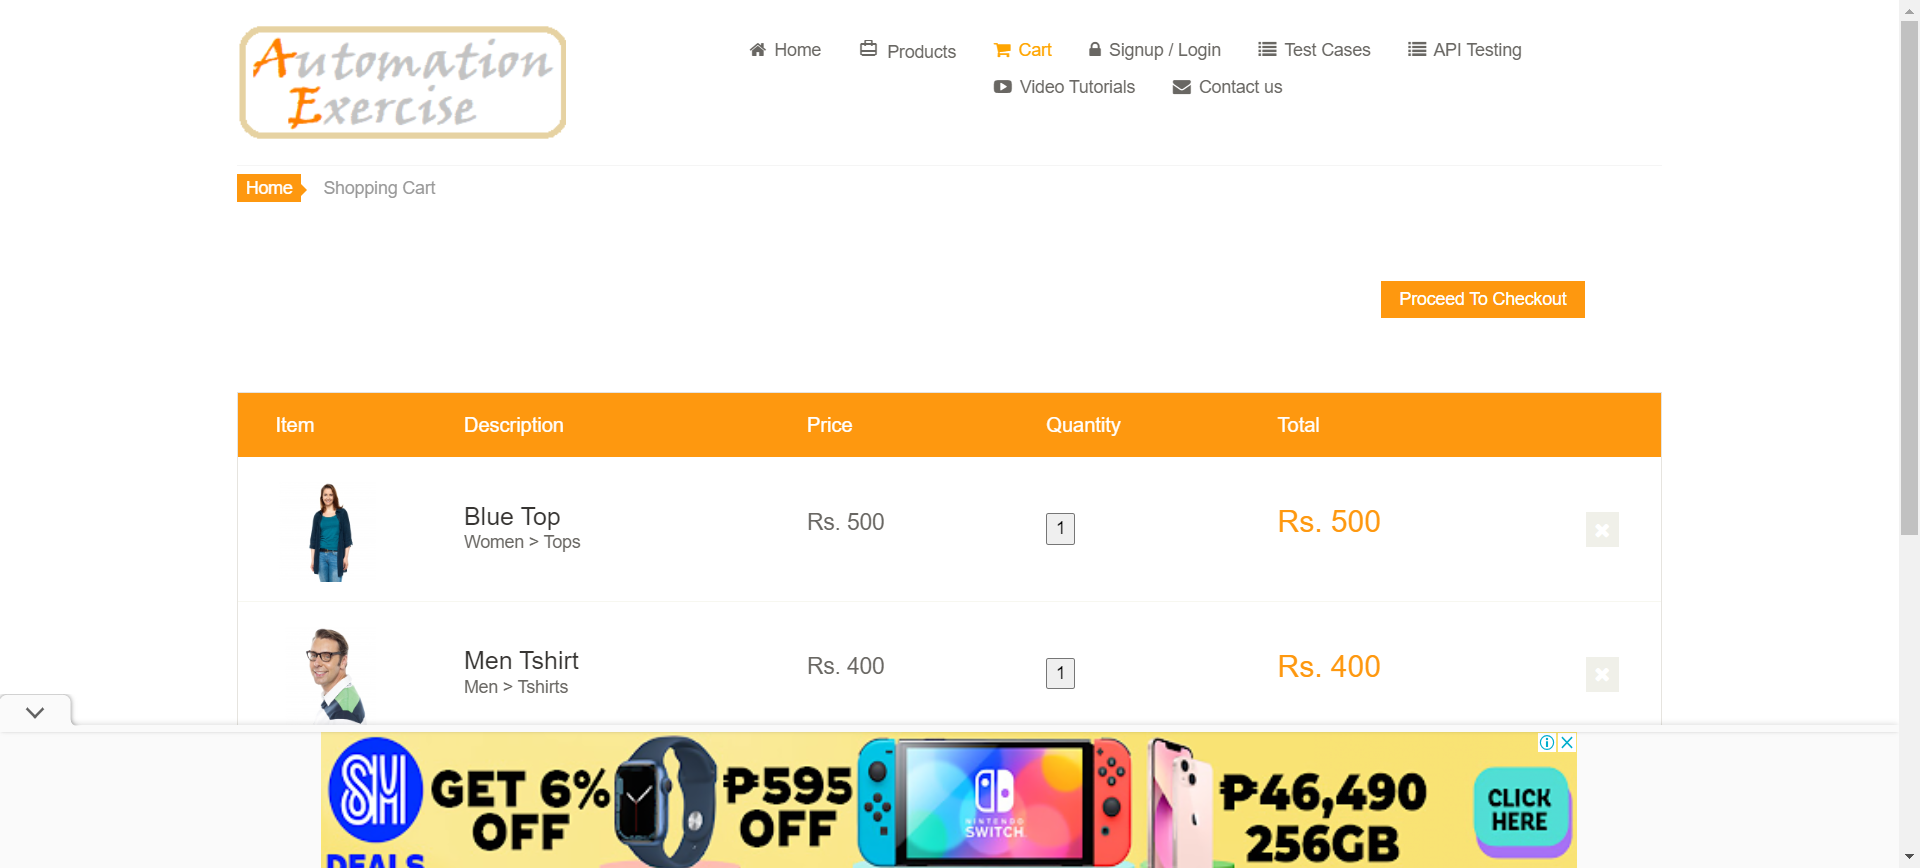 Automation
Exercise
Home Products Cart Signup / Login Test Cases API Testing
Video Tutorials Contact us
Home Shopping Cart
Proceed To Checkout
Item Description Price Quantity Total
Blue Top
Women > Tops
Rs. 500
1
Rs. 500
Men Tshirt
Men > Tshirts
Rs. 400
1
Rs. 400
SM
DEALS
GET 6%
OFF
₱595
OFF
NINTENDO
SWITCH
₱46,490
256GB
CLICK
HERE